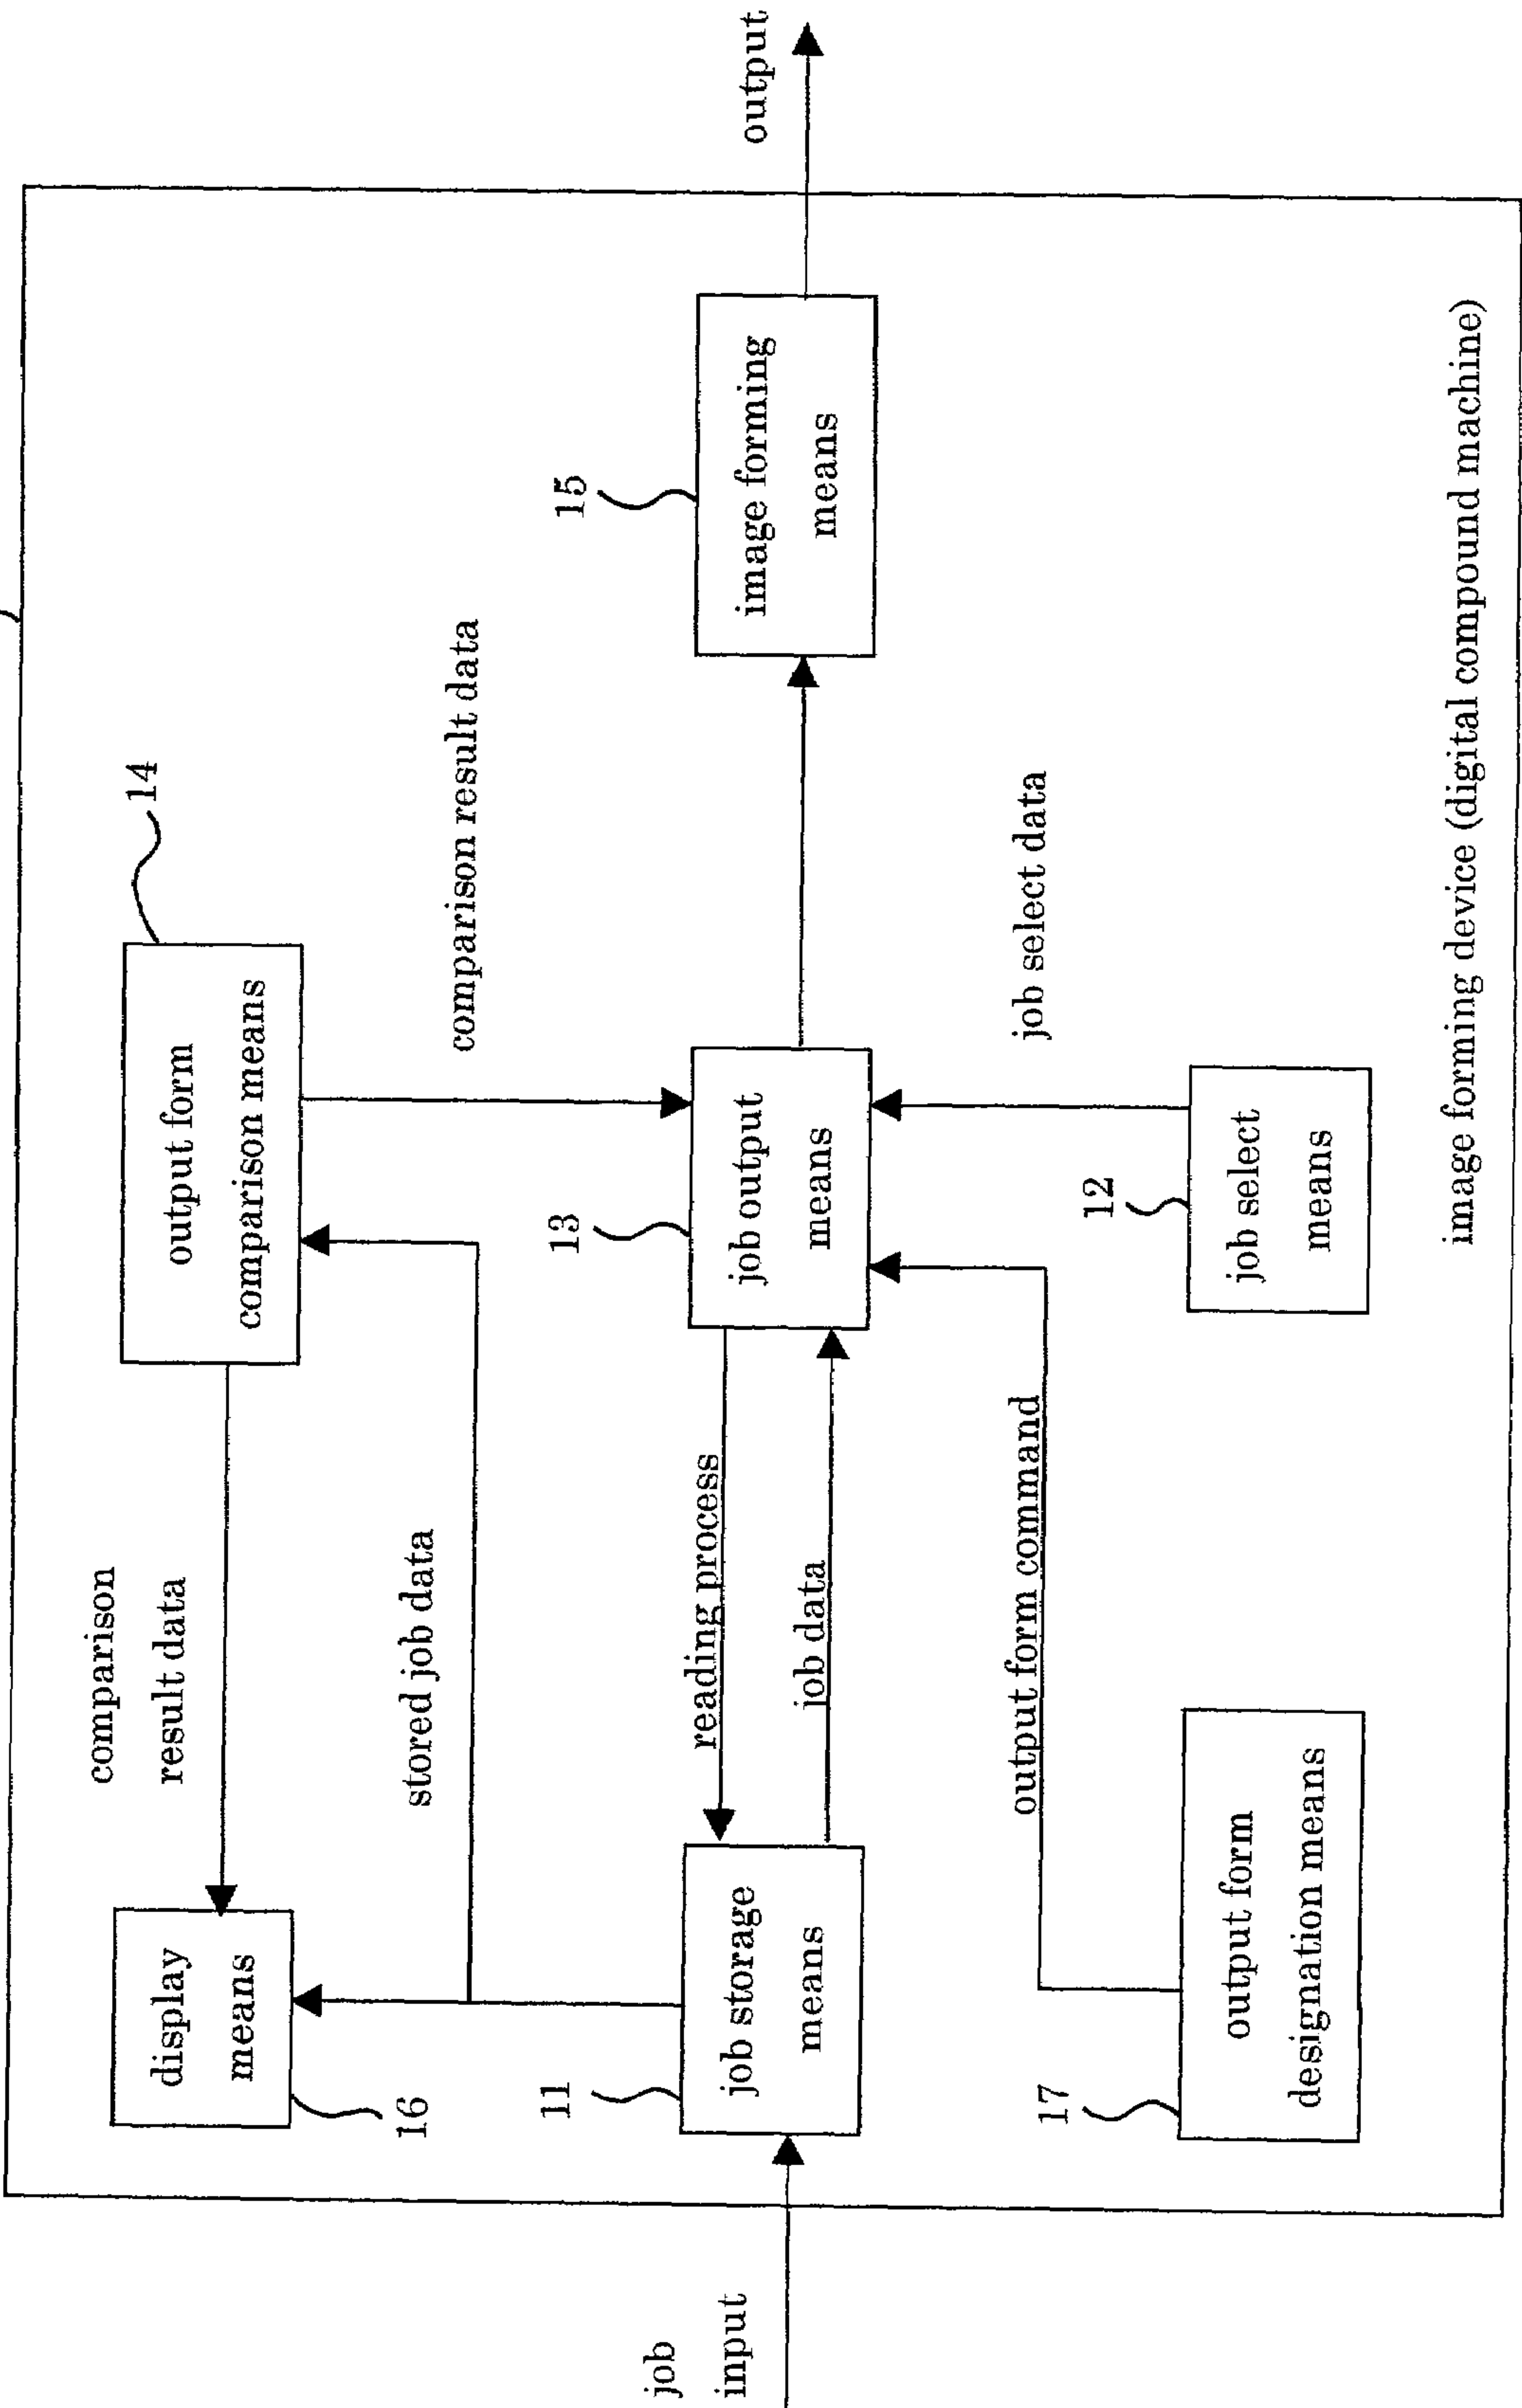 display
means
16
comparison
result data
output form
comparison means
14
stored job data
comparison result data
job
input
11
job storage
means
reading process
job data
13
job output
means
15
image forming
means
output
17
output form
designation means
output form command
12
job select
means
job select data
image forming device (digital compound machine)